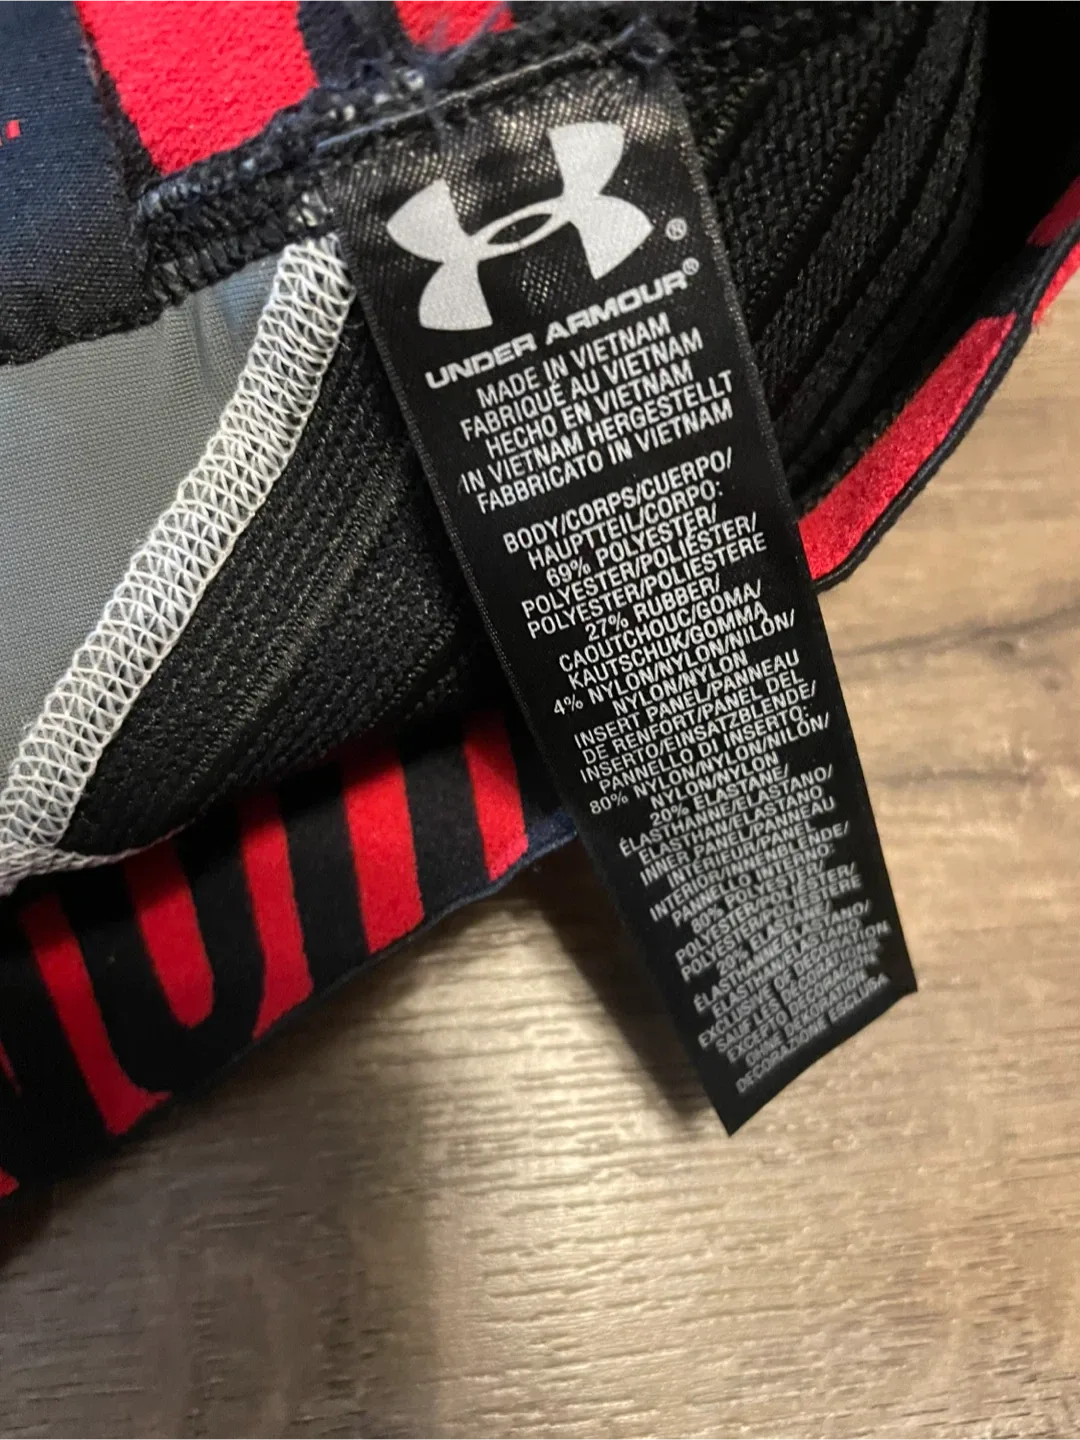 UNDER ARMOUR®
MADE IN VIETNAM
FABRIQUÉ AU VIETNAM
HECHO EN VIETNAM
IN VIETNAM HERGESTELLT
FABBRICATO IN VIETNAM
BODY/CORPS/CUERPO/
HAUPTTEIL/CORPO:
69% POLYESTER/
POLYESTER/POLIÉSTER/
POLYESTER/POLIESTERE
27% RUBBER/
CAOUTCHOUC/GOMA/
KAUTSCHUK/GOMMA
4% NYLON/NYLON/NILÓN/
NYLON/NYLON
INSERT PANEL/PANNEAU
DE RENFORT/PANEL DEL
INSERTO/EINSATZBLENDE/
PANNELLO DI INSERTO:
80% NYLON/NYLON/NILÓN/
NYLON/NYLON
20% ELASTANE/
ÉLASTHANNE/ELASTANO/
ELASTHAN/ELASTANO
INNER PANEL/PANNEAU
INTÉRIEUR/PANEL
INTERIOR/INNENBLENDE/
PANNELLO INTERNO:
80% POLYESTER/
POLYESTER/POLIÉSTER/
POLYESTER/POLIESTERE
20% ELASTANE/
ÉLASTHANNE/ELASTANO/
ELASTHAN/ELASTANO
EXCLUSIVE OF DECORATION
SAUF LES DÉCORATIONS
EXCEPTO DECORACIÓN
OHNE DEKORATION
DECORAZIONE ESCLUSA